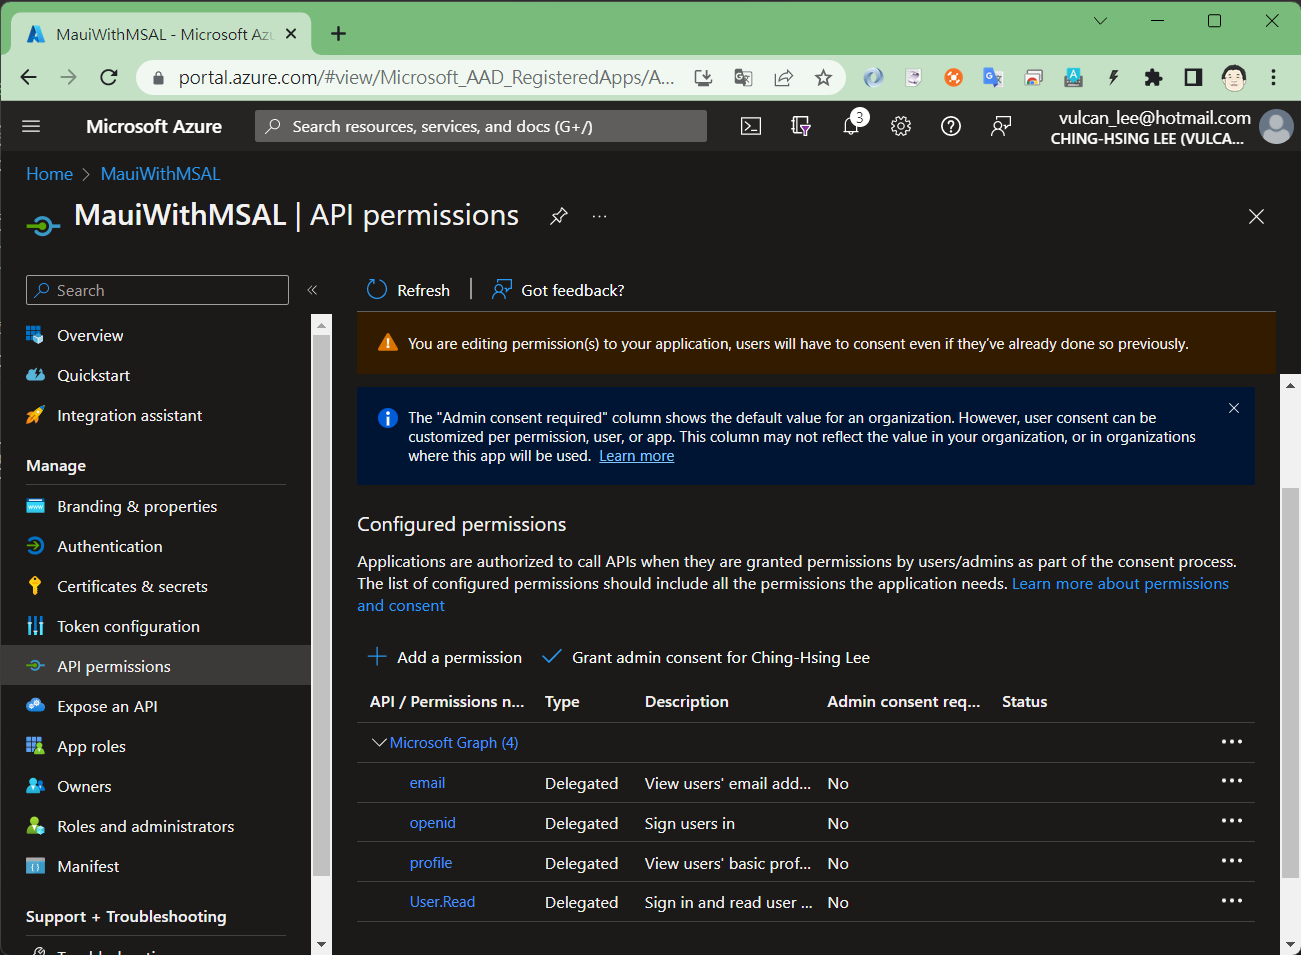 MauiWithMSAL - Microsoft Azu
portal.azure.com/#view/Microsoft_AAD_RegisteredApps/A...
Microsoft Azure
Search resources, services, and docs (G+/)
3
vulcan_lee@hotmail.com
CHING-HSING LEE (VULCA...
Home > MauiWithMSAL
MauiWithMSAL | API permissions
Search
Refresh
Got feedback?
You are editing permission(s) to your application, users will have to consent even if they've already done so previously.
The "Admin consent required" column shows the default value for an organization. However, user consent can be
customized per permission, user, or app. This column may not reflect the value in your organization, or in organizations
where this app will be used. Learn more
Overview
Quickstart
Integration assistant
Manage
Branding & properties
Authentication
Certificates & secrets
Token configuration
API permissions
Expose an API
App roles
Owners
Roles and administrators
Manifest
Support + Troubleshooting
Configured permissions
Applications are authorized to call APIs when they are granted permissions by users/admins as part of the consent process.
The list of configured permissions should include all the permissions the application needs. Learn more about permissions
and consent
Add a permission
Grant admin consent for Ching-Hsing Lee
API / Permissions n... Type Description Admin consent req... Status
Microsoft Graph (4)
email Delegated View users' email add... No
openid Delegated Sign users in No
profile Delegated View users' basic prof... No
User.Read Delegated Sign in and read user ... No